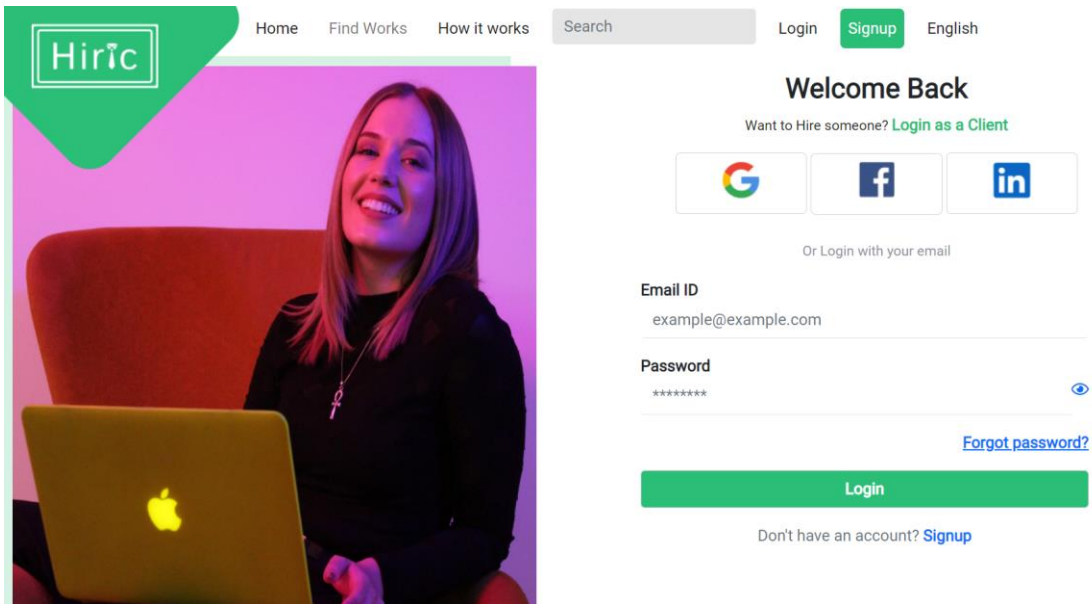 Hiric
Home Find Works How it works Search Login Signup English
Welcome Back
Want to Hire someone? Login as a Client
G f in
Or Login with your email
Email ID
example@example.com
Password
********
Forgot password?
Login
Don't have an account? Signup